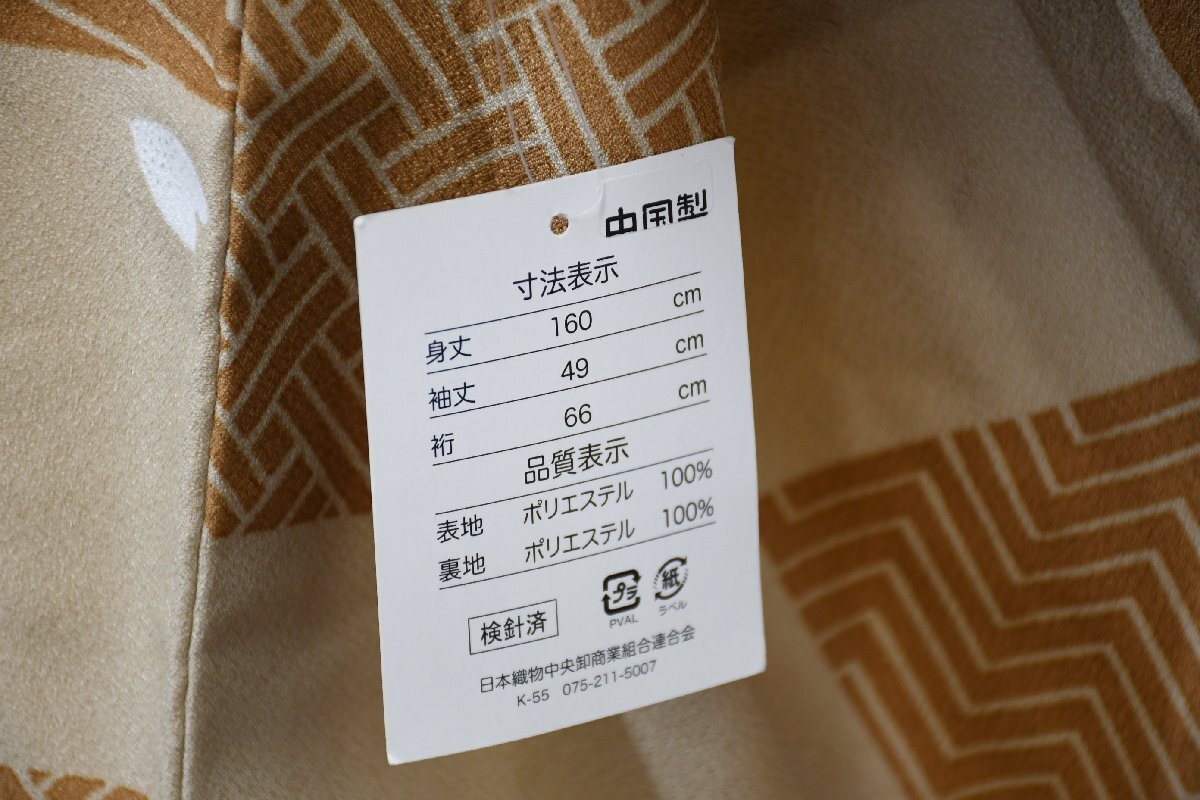 中国製
寸法表示
身丈 160 cm
袖丈 49 cm
裄 66 cm
品質表示
表地 ポリエステル 100%
裏地 ポリエステル 100%
検針済
プラ PVAL
紙 ラベル
日本織物中央卸商業組合連合会
K-55 075-211-5007